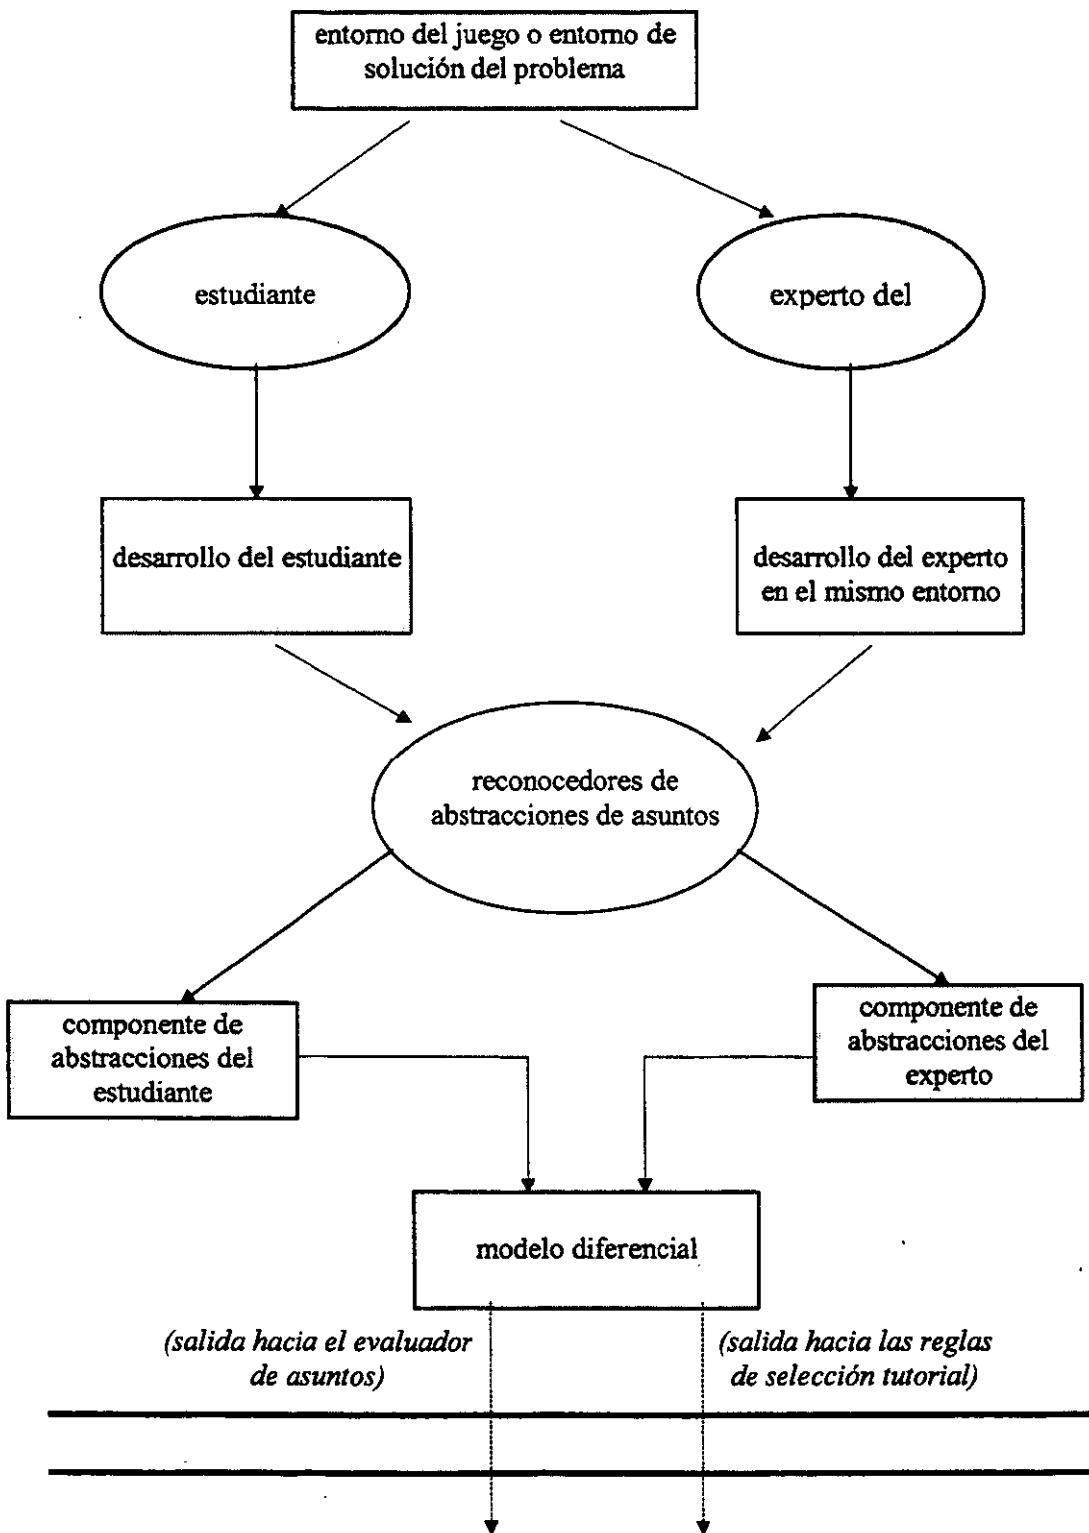 entorno del juego o entorno de
solución del problema
estudiante
experto del
desarrollo del estudiante
desarrollo del experto
en el mismo entorno
reconocedores de
abstracciones de asuntos
componente de
abstracciones del
estudiante
componente de
abstracciones del
experto
modelo diferencial
(salida hacia el evaluador
de asuntos)
(salida hacia las reglas
de selección tutorial)